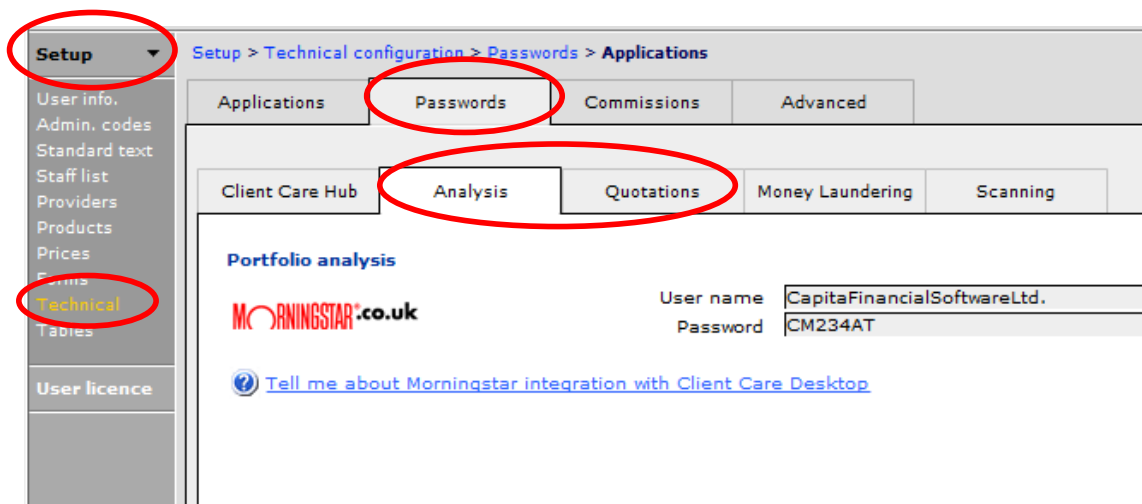 Setup
Setup > Technical configuration > Passwords > Applications
User info.
Admin. codes
Standard text
Staff list
Providers
Products
Prices
Forms
Technical
Tables
User licence
Applications
Passwords
Commissions
Advanced
Client Care Hub
Analysis
Quotations
Money Laundering
Scanning
Portfolio analysis
MORNINGSTAR.co.uk
User name CapitaFinancialSoftwareLtd.
Password CM234AT
Tell me about Morningstar integration with Client Care Desktop